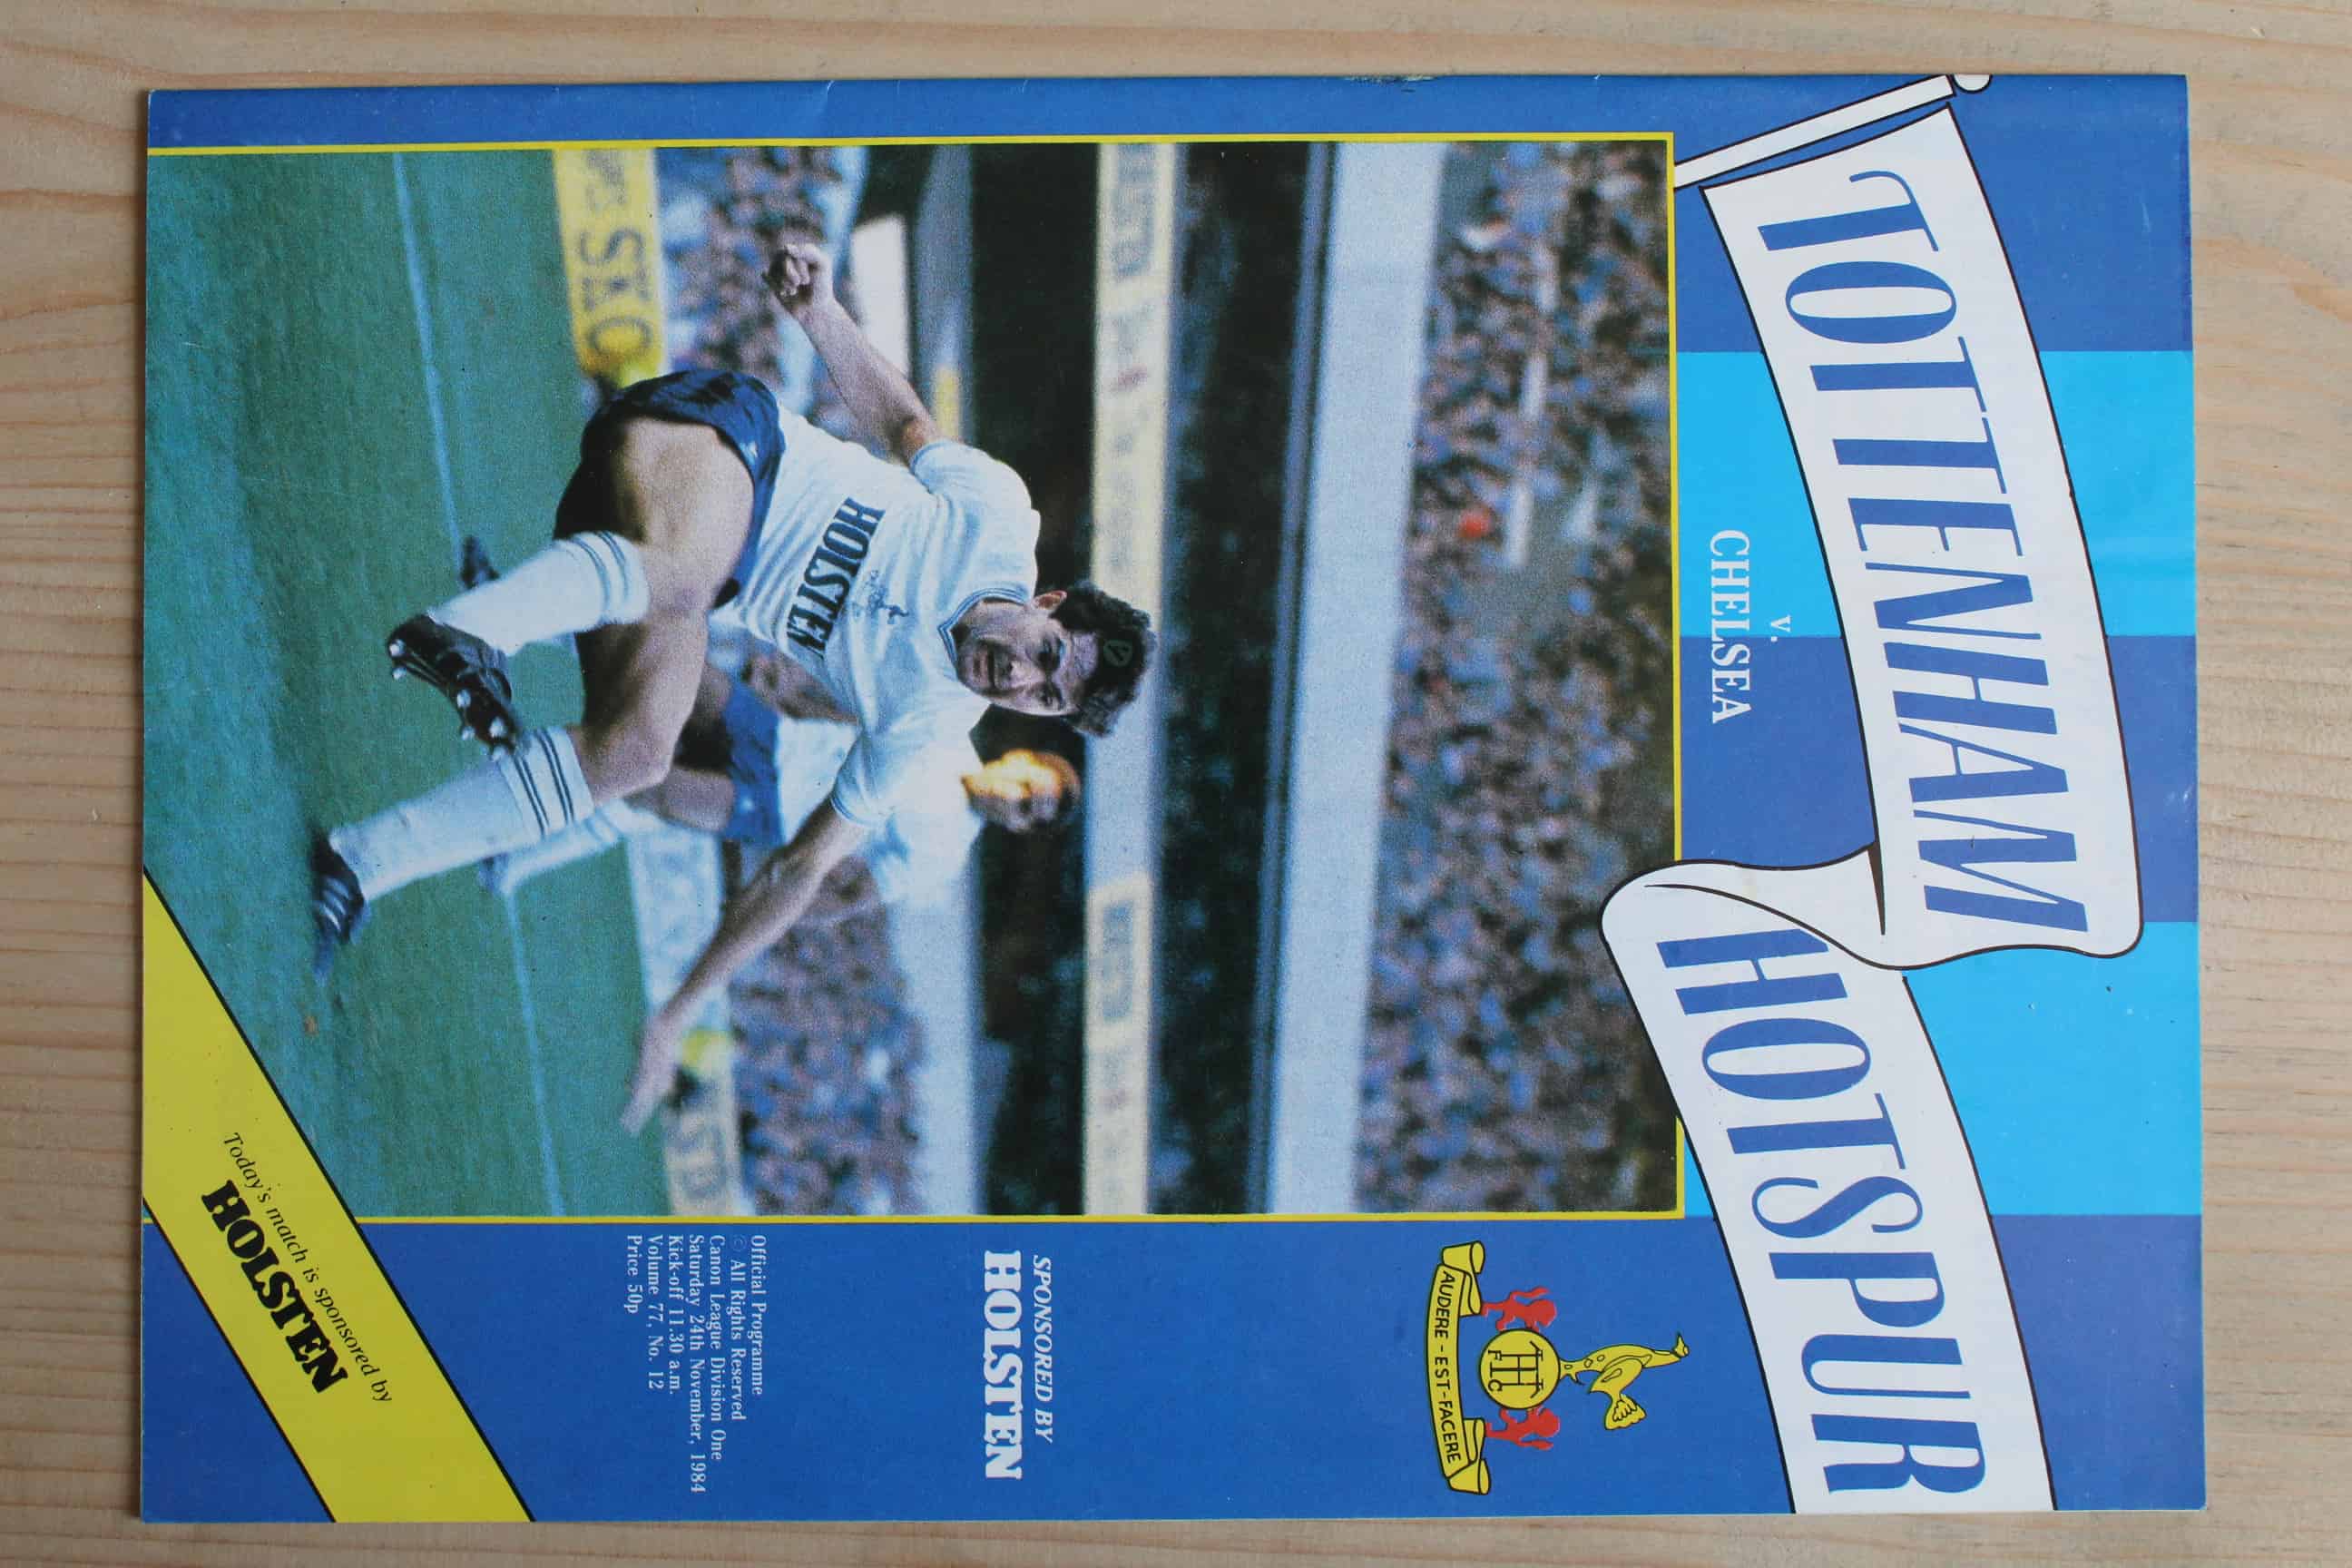 TOTTENHAM
HOTSPUR
v.
CHELSEA
AUDERE - EST - FACERE
SPONSORED BY
HOLSTEN
HOLSTEN
Official Programme
© All Rights Reserved
Canon League Division One
Saturday 24th November, 1984
Kick-off 11.30 a.m.
Volume 77, No. 12
Price 50p
Today's match is sponsored by
HOLSTEN